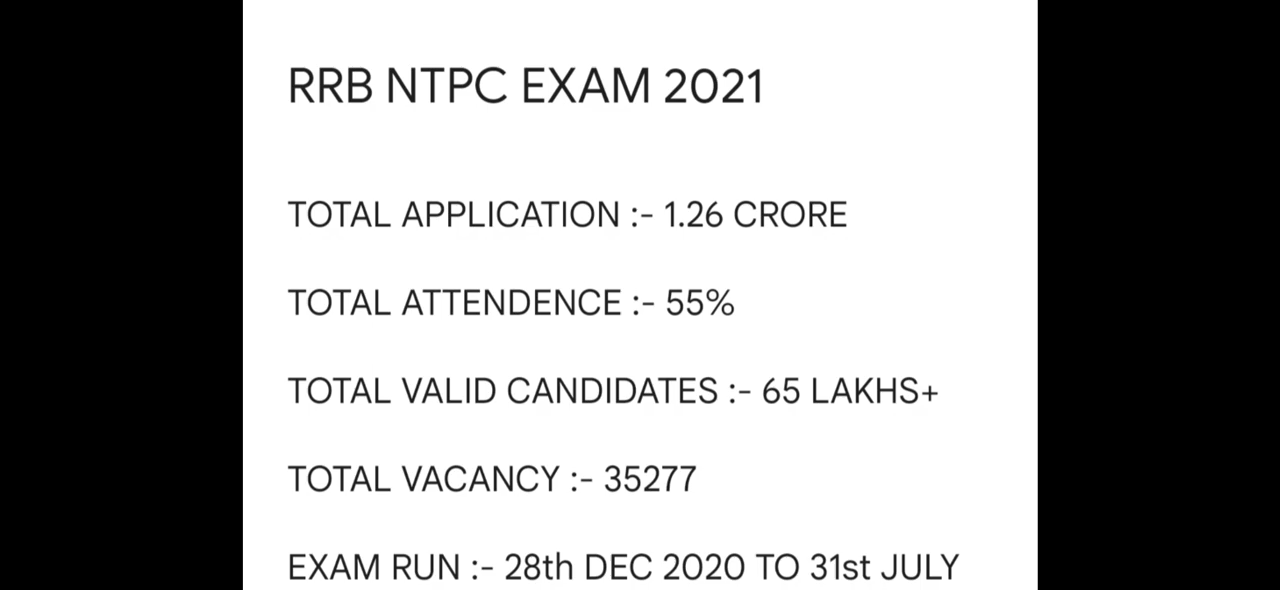 RRB NTPC EXAM 2021
TOTAL APPLICATION :- 1.26 CRORE
TOTAL ATTENDENCE :- 55%
TOTAL VALID CANDIDATES :- 65 LAKHS+
TOTAL VACANCY :- 35277
EXAM RUN :- 28th DEC 2020 TO 31st JULY